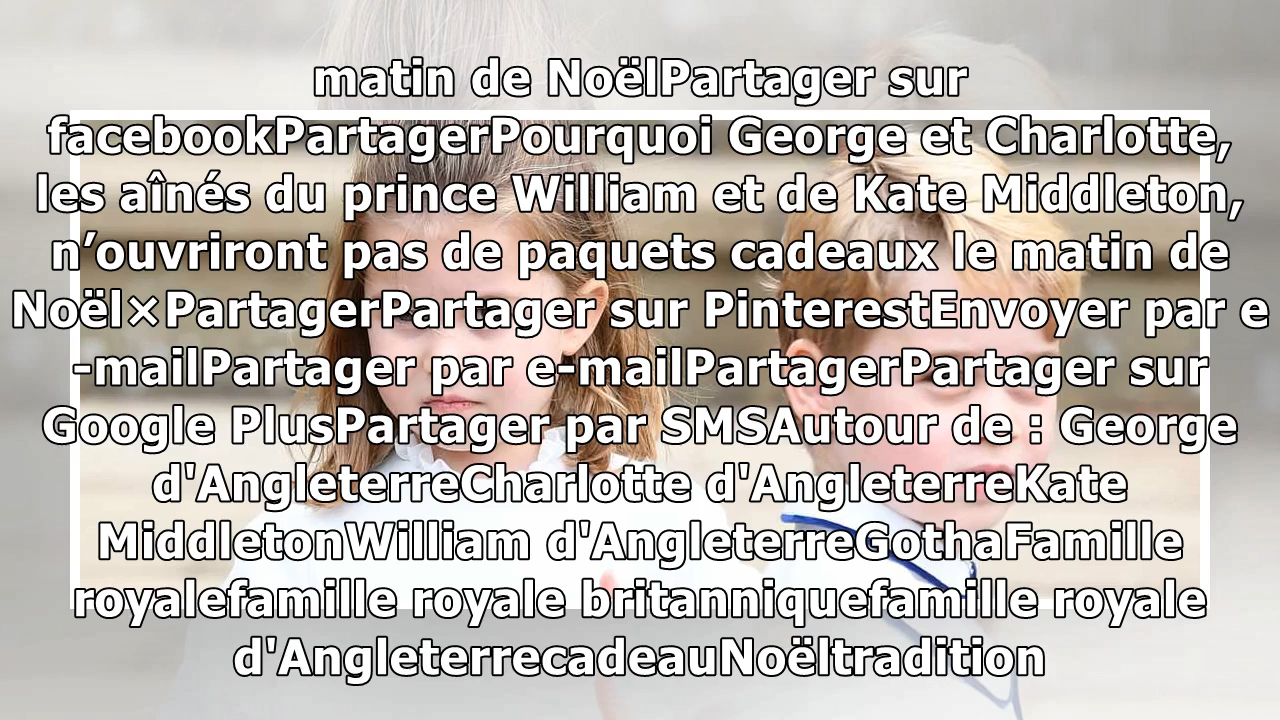 matin de NoëlPartager sur
facebookPartagerPourquoi George et Charlotte,
les aînés du prince William et de Kate Middleton,
n’ouvriront pas de paquets cadeaux le matin de
Noël×PartagerPartager sur PinterestEnvoyer par e
-mailPartager par e-mailPartagerPartager sur
Google PlusPartager par SMSAutour de : George
d'AngleterreCharlotte d'AngleterreKate
MiddletonWilliam d'AngleterreGothaFamille
royalefamille royale britanniquefamille royale
d'AngleterrecadeauNoëltradition